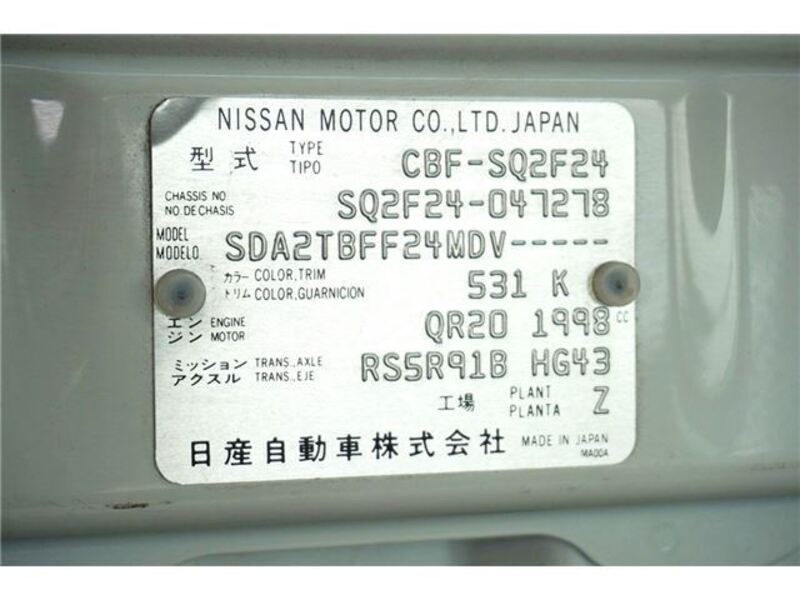 NISSAN MOTOR CO.,LTD. JAPAN
型式 TYPE TIPO CBF-SQ2F24
CHASSIS NO NO DE CHASIS SQ2F24-047278
MODEL MODELO SDA2TBFF24MDV-----
カラー COLOR,TRIM
トリム COLOR,GUARNICION 531 K
エンジン ENGINE MOTOR QR20 1998 CC
ミッション TRANS.,AXLE
アクスル TRANS.,EJE RS5R91B HG43
工場 PLANT PLANTA Z
日産自動車株式会社 MADE IN JAPAN
MA00A